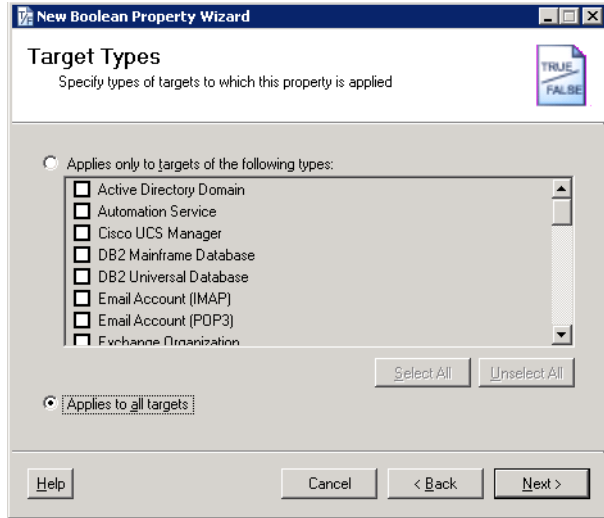 New Boolean Property Wizard
Target Types
Specify types of targets to which this property is applied
TRUE
FALSE
Applies only to targets of the following types:
Active Directory Domain
Automation Service
Cisco UCS Manager
DB2 Mainframe Database
DB2 Universal Database
Email Account (IMAP)
Email Account (POP3)
Exchange Organization
Select All Unselect All
Applies to all targets
Help Cancel < Back Next >